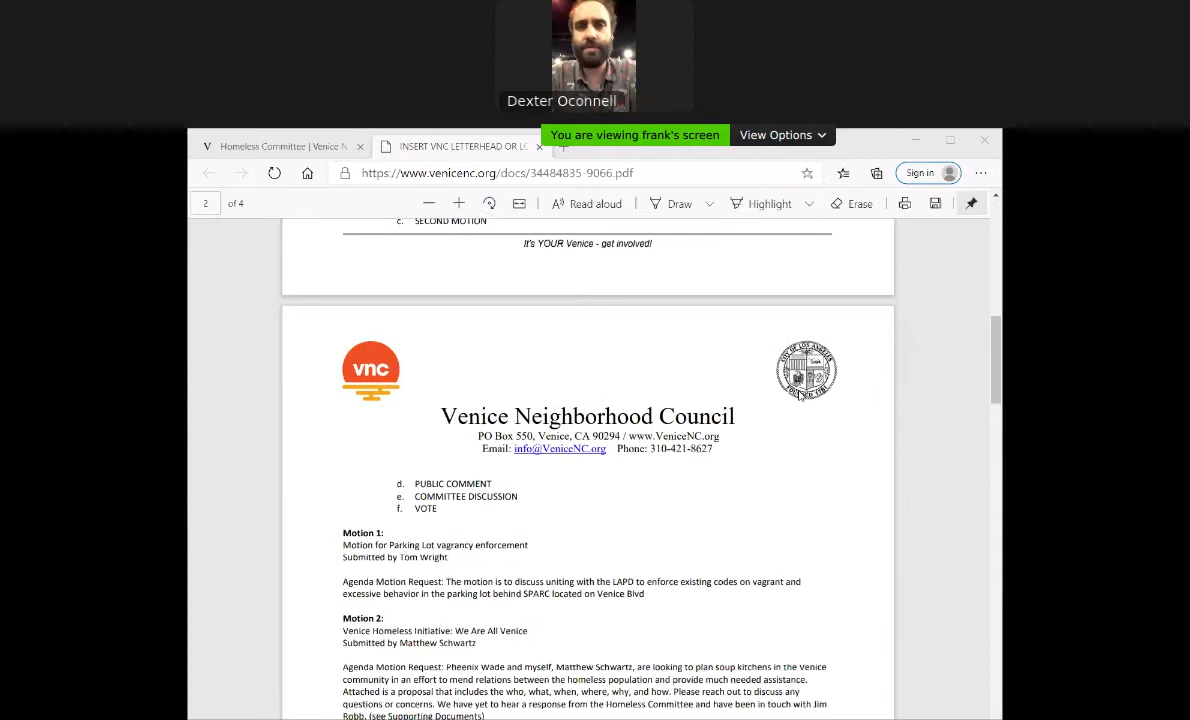 Dexter Oconnell
You are viewing frank's screen View Options
V Homeless Committee | Venice N INSERT VNC LETTERHEAD OR LO
https://www.venicenc.org/docs/34484835-9066.pdf Sign in
2 of 4 Read aloud Draw Highlight Erase
c. SECOND MOTION
It's YOUR Venice - get involved!
vnc
CITY OF LOS ANGELES
FOUNDED 1781
Venice Neighborhood Council
PO Box 550, Venice, CA 90294 / www.VeniceNC.org
Email: info@VeniceNC.org Phone: 310-421-8627
d. PUBLIC COMMENT
e. COMMITTEE DISCUSSION
f. VOTE
Motion 1:
Motion for Parking Lot vagrancy enforcement
Submitted by Tom Wright
Agenda Motion Request: The motion is to discuss uniting with the LAPD to enforce existing codes on vagrant and
excessive behavior in the parking lot behind SPARC located on Venice Blvd
Motion 2:
Venice Homeless Initiative: We Are All Venice
Submitted by Matthew Schwartz
Agenda Motion Request: Pheenix Wade and myself, Matthew Schwartz, are looking to plan soup kitchens in the Venice
community in an effort to mend relations between the homeless population and provide much needed assistance.
Attached is a proposal that includes the who, what, when, where, why, and how. Please reach out to discuss any
questions or concerns. We have yet to hear a response from the Homeless Committee and have been in touch with Jim
Robb. (see Supporting Documents)